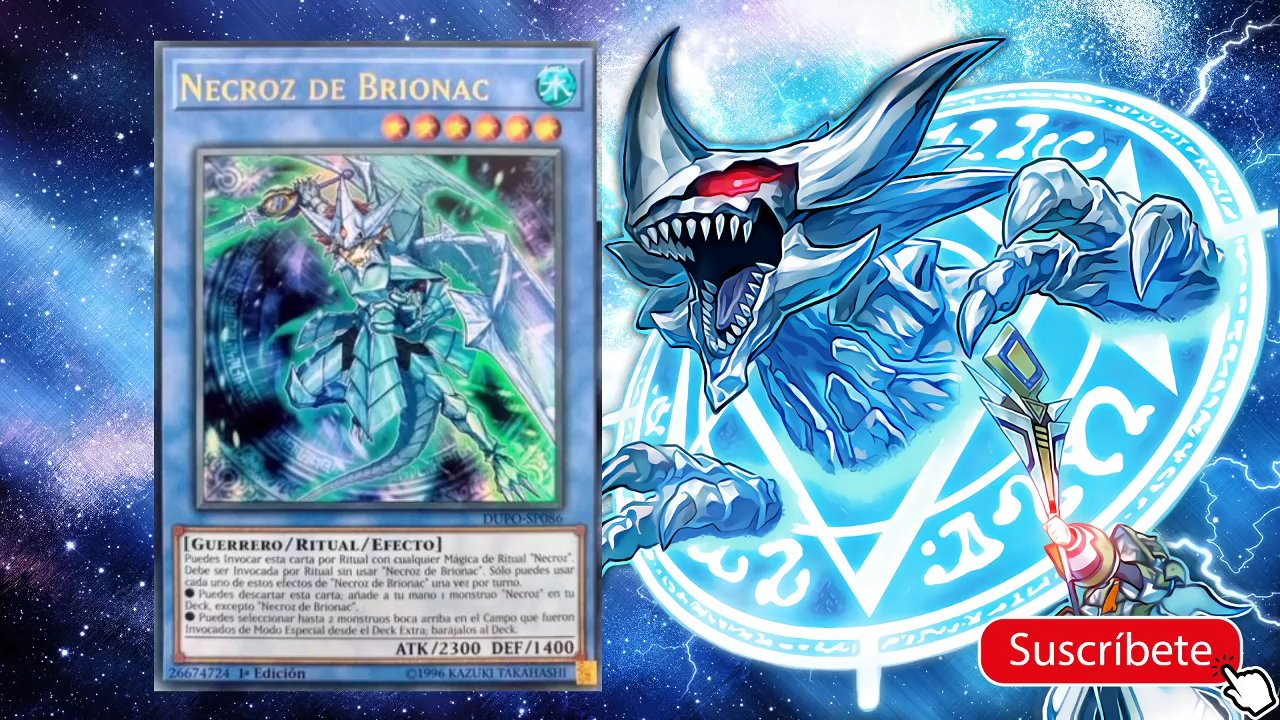 NECROZ DE BRIONAC
DUPO-SP086
[GUERRERO/RITUAL/EFECTO]
Puedes Invocar esta carta por Ritual con cualquier Mágica de Ritual "Necroz".
Debe ser Invocada por Ritual sin usar "Necroz de Brionac". Sólo puedes usar
cada uno de estos efectos de "Necroz de Brionac" una vez por turno.
● Puedes descartar esta carta; añade a tu mano 1 monstruo "Necroz" en tu
Deck, excepto "Necroz de Brionac".
● Puedes seleccionar hasta 2 monstruos boca arriba en el Campo que fueron
Invocados de Modo Especial desde el Deck Extra; barájalos al Deck.
ATK/2300 DEF/1400
26674724 1ª Edición ©1996 KAZUKI TAKAHASHI
Suscríbete